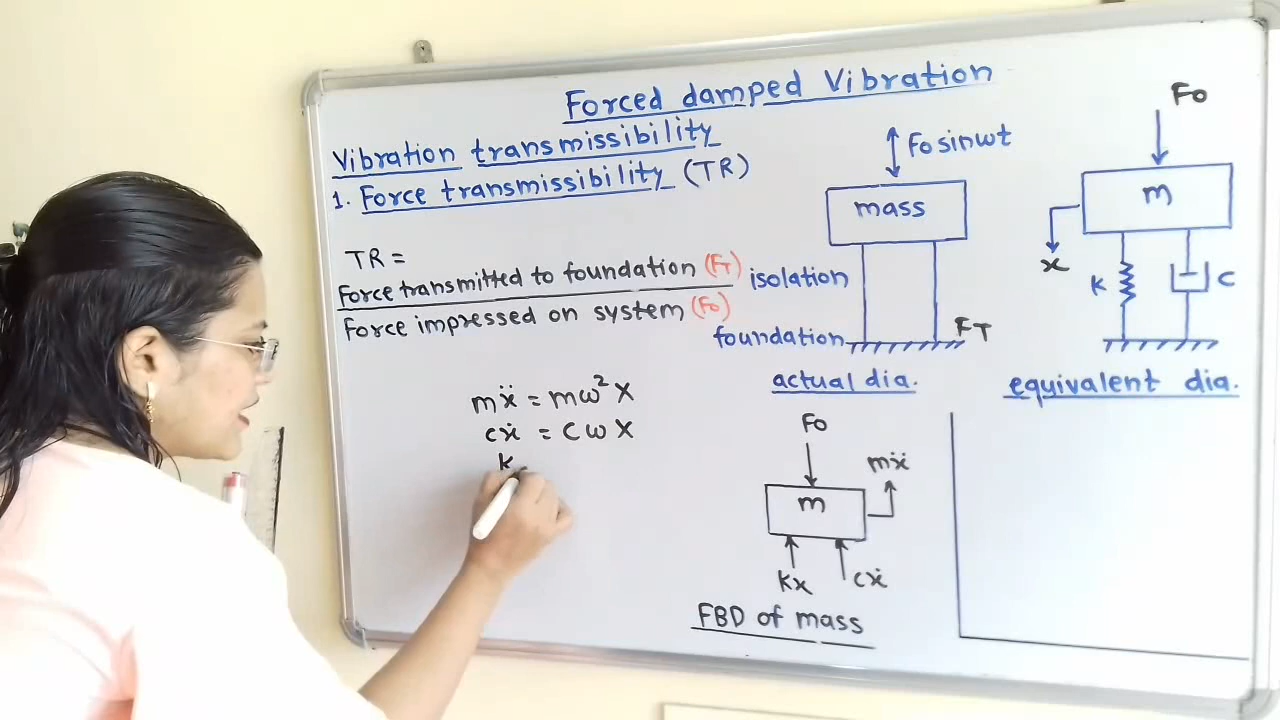 Forced damped Vibration
Vibration transmissibility
1. Force transmissibility (TR)
TR =
Force transmitted to foundation (FT)
Force impressed on system (Fo)
mẍ = mω² X
cẋ = c ω X
k
Fo sinωt
mass
isolation
foundation
FT
actual dia.
Fo
m
x
k
c
equivalent dia.
Fo
m
mẍ
kx
cẋ
FBD of mass